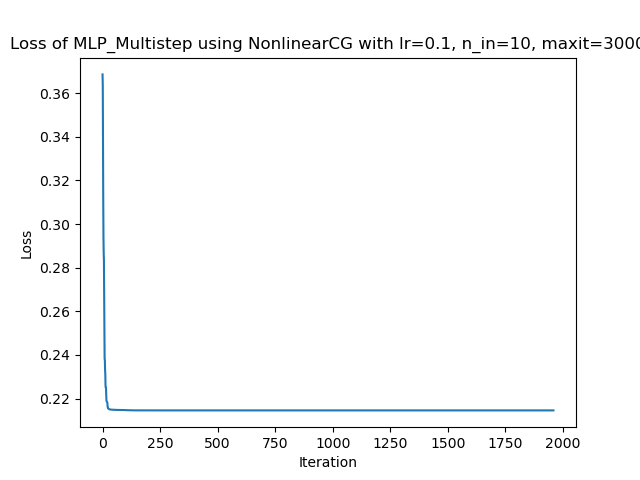 Loss of MLP_Multistep using NonlinearCG with lr=0.1, n_in=10, maxit=3000
0.36
0.34
0.32
0.30
0.28
0.26
0.24
0.22
Loss
0 250 500 750 1000 1250 1500 1750 2000
Iteration